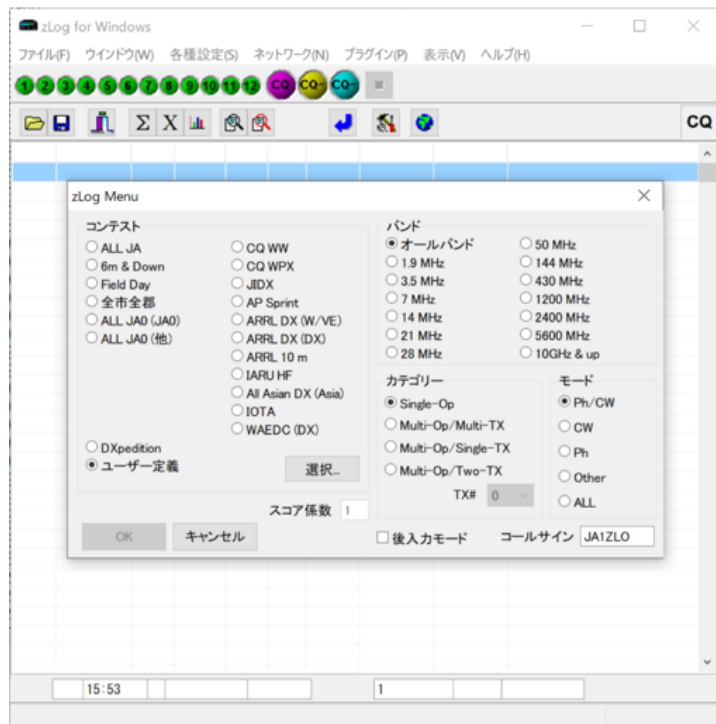 zLog for Windows
ファイル(F) ウインドウ(W) 各種設定(S) ネットワーク(N) プラグイン(P) 表示(V) ヘルプ(H)
1 2 3 4 5 6 7 8 9 10 11 12 CQ CQ~ CQ~
Σ X CQ
zLog Menu
コンテスト
ALL JA
6m & Down
Field Day
全市全郡
ALL JA0 (JA0)
ALL JA0 (他)
CQ WW
CQ WPX
JIDX
AP Sprint
ARRL DX (W/VE)
ARRL DX (DX)
ARRL 10 m
IARU HF
All Asian DX (Asia)
IOTA
WAEDC (DX)
DXpedition
ユーザー定義
選択...
スコア係数 1
OK キャンセル
バンド
オールバンド
1.9 MHz
3.5 MHz
7 MHz
14 MHz
21 MHz
28 MHz
50 MHz
144 MHz
430 MHz
1200 MHz
2400 MHz
5600 MHz
10GHz & up
カテゴリー
Single-Op
Multi-Op/Multi-TX
Multi-Op/Single-TX
Multi-Op/Two-TX
TX# 0
モード
Ph/CW
CW
Ph
Other
ALL
後入力モード コールサイン JA1ZLO
15:53 1